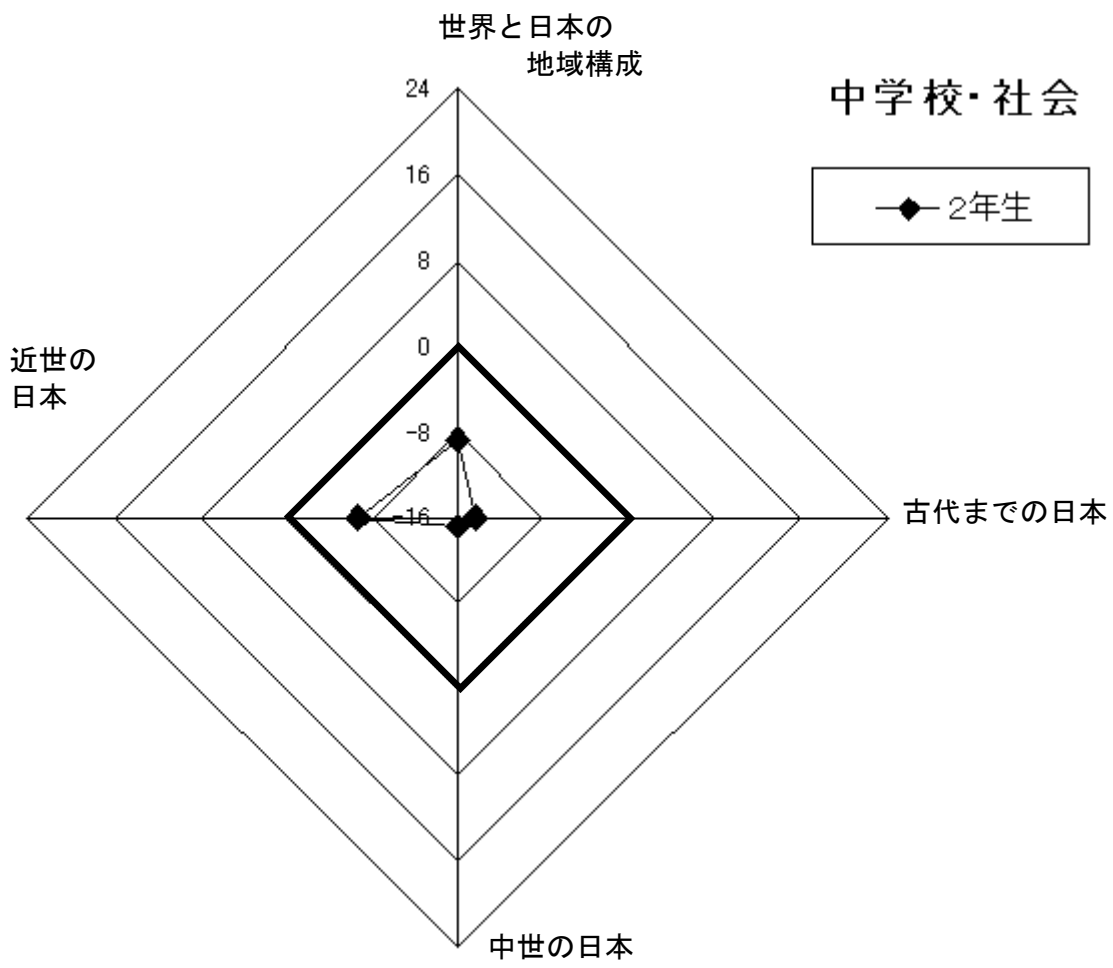 世界と日本の
地域構成
中学校・社会
2年生
24
16
8
0
-8
-16
近世の
日本
古代までの日本
中世の日本